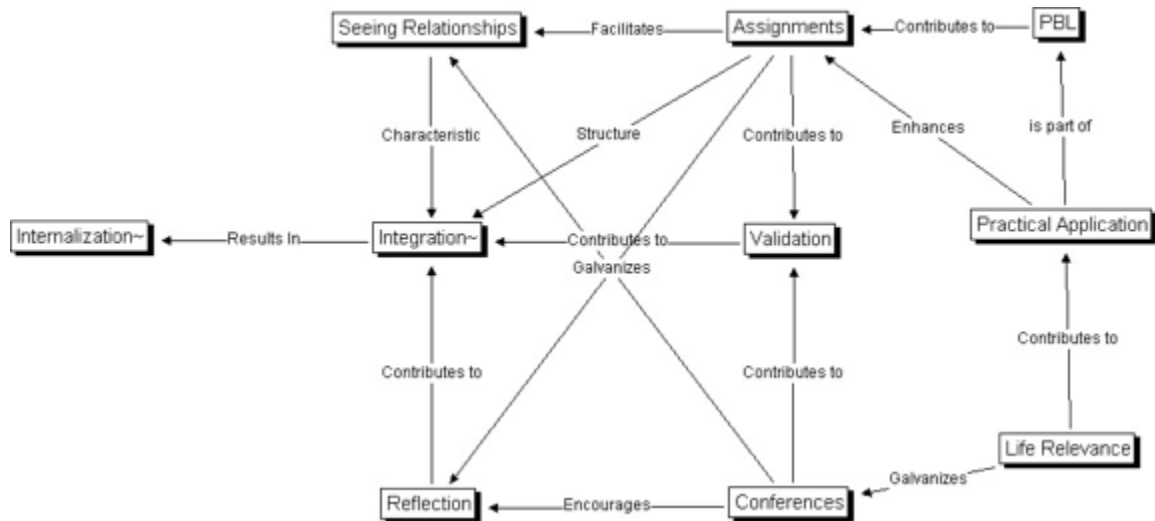 Seeing Relationships
Facilitates
Assignments
Contributes to
PBL
Characteristic
Structure
Contributes to
Enhances
is part of
Internalization~
Results In
Integration~
Contributes to
Validation
Practical Application
Galvanizes
Contributes to
Contributes to
Contributes to
Life Relevance
Galvanizes
Reflection
Encourages
Conferences